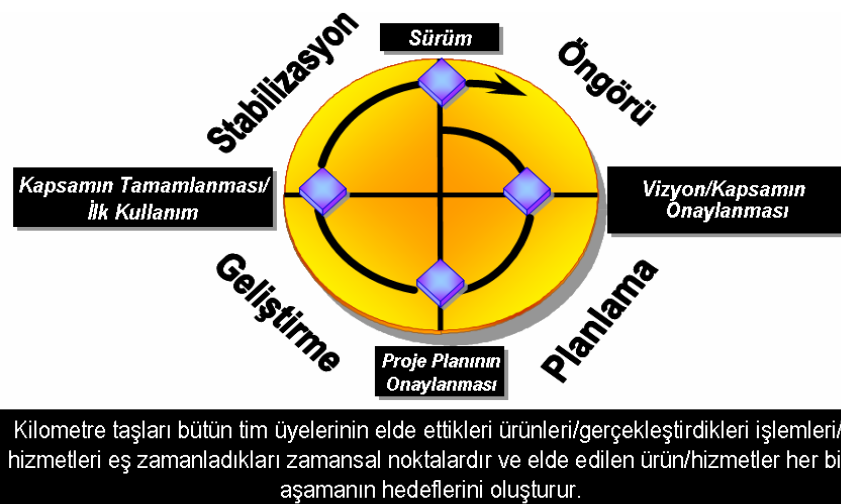 Sürüm
Stabilizasyon
Öngörü
Kapsamın Tamamlanması/
İlk Kullanım
Vizyon/Kapsamın
Onaylanması
Geliştirme
Planlama
Proje Planının
Onaylanması
Kilometre taşları bütün tim üyelerinin elde ettikleri ürünleri/gerçekleştirdikleri işlemleri/
hizmetleri eş zamanladıkları zamansal noktalardır ve elde edilen ürün/hizmetler her bi
aşamanın hedeflerini oluşturur.